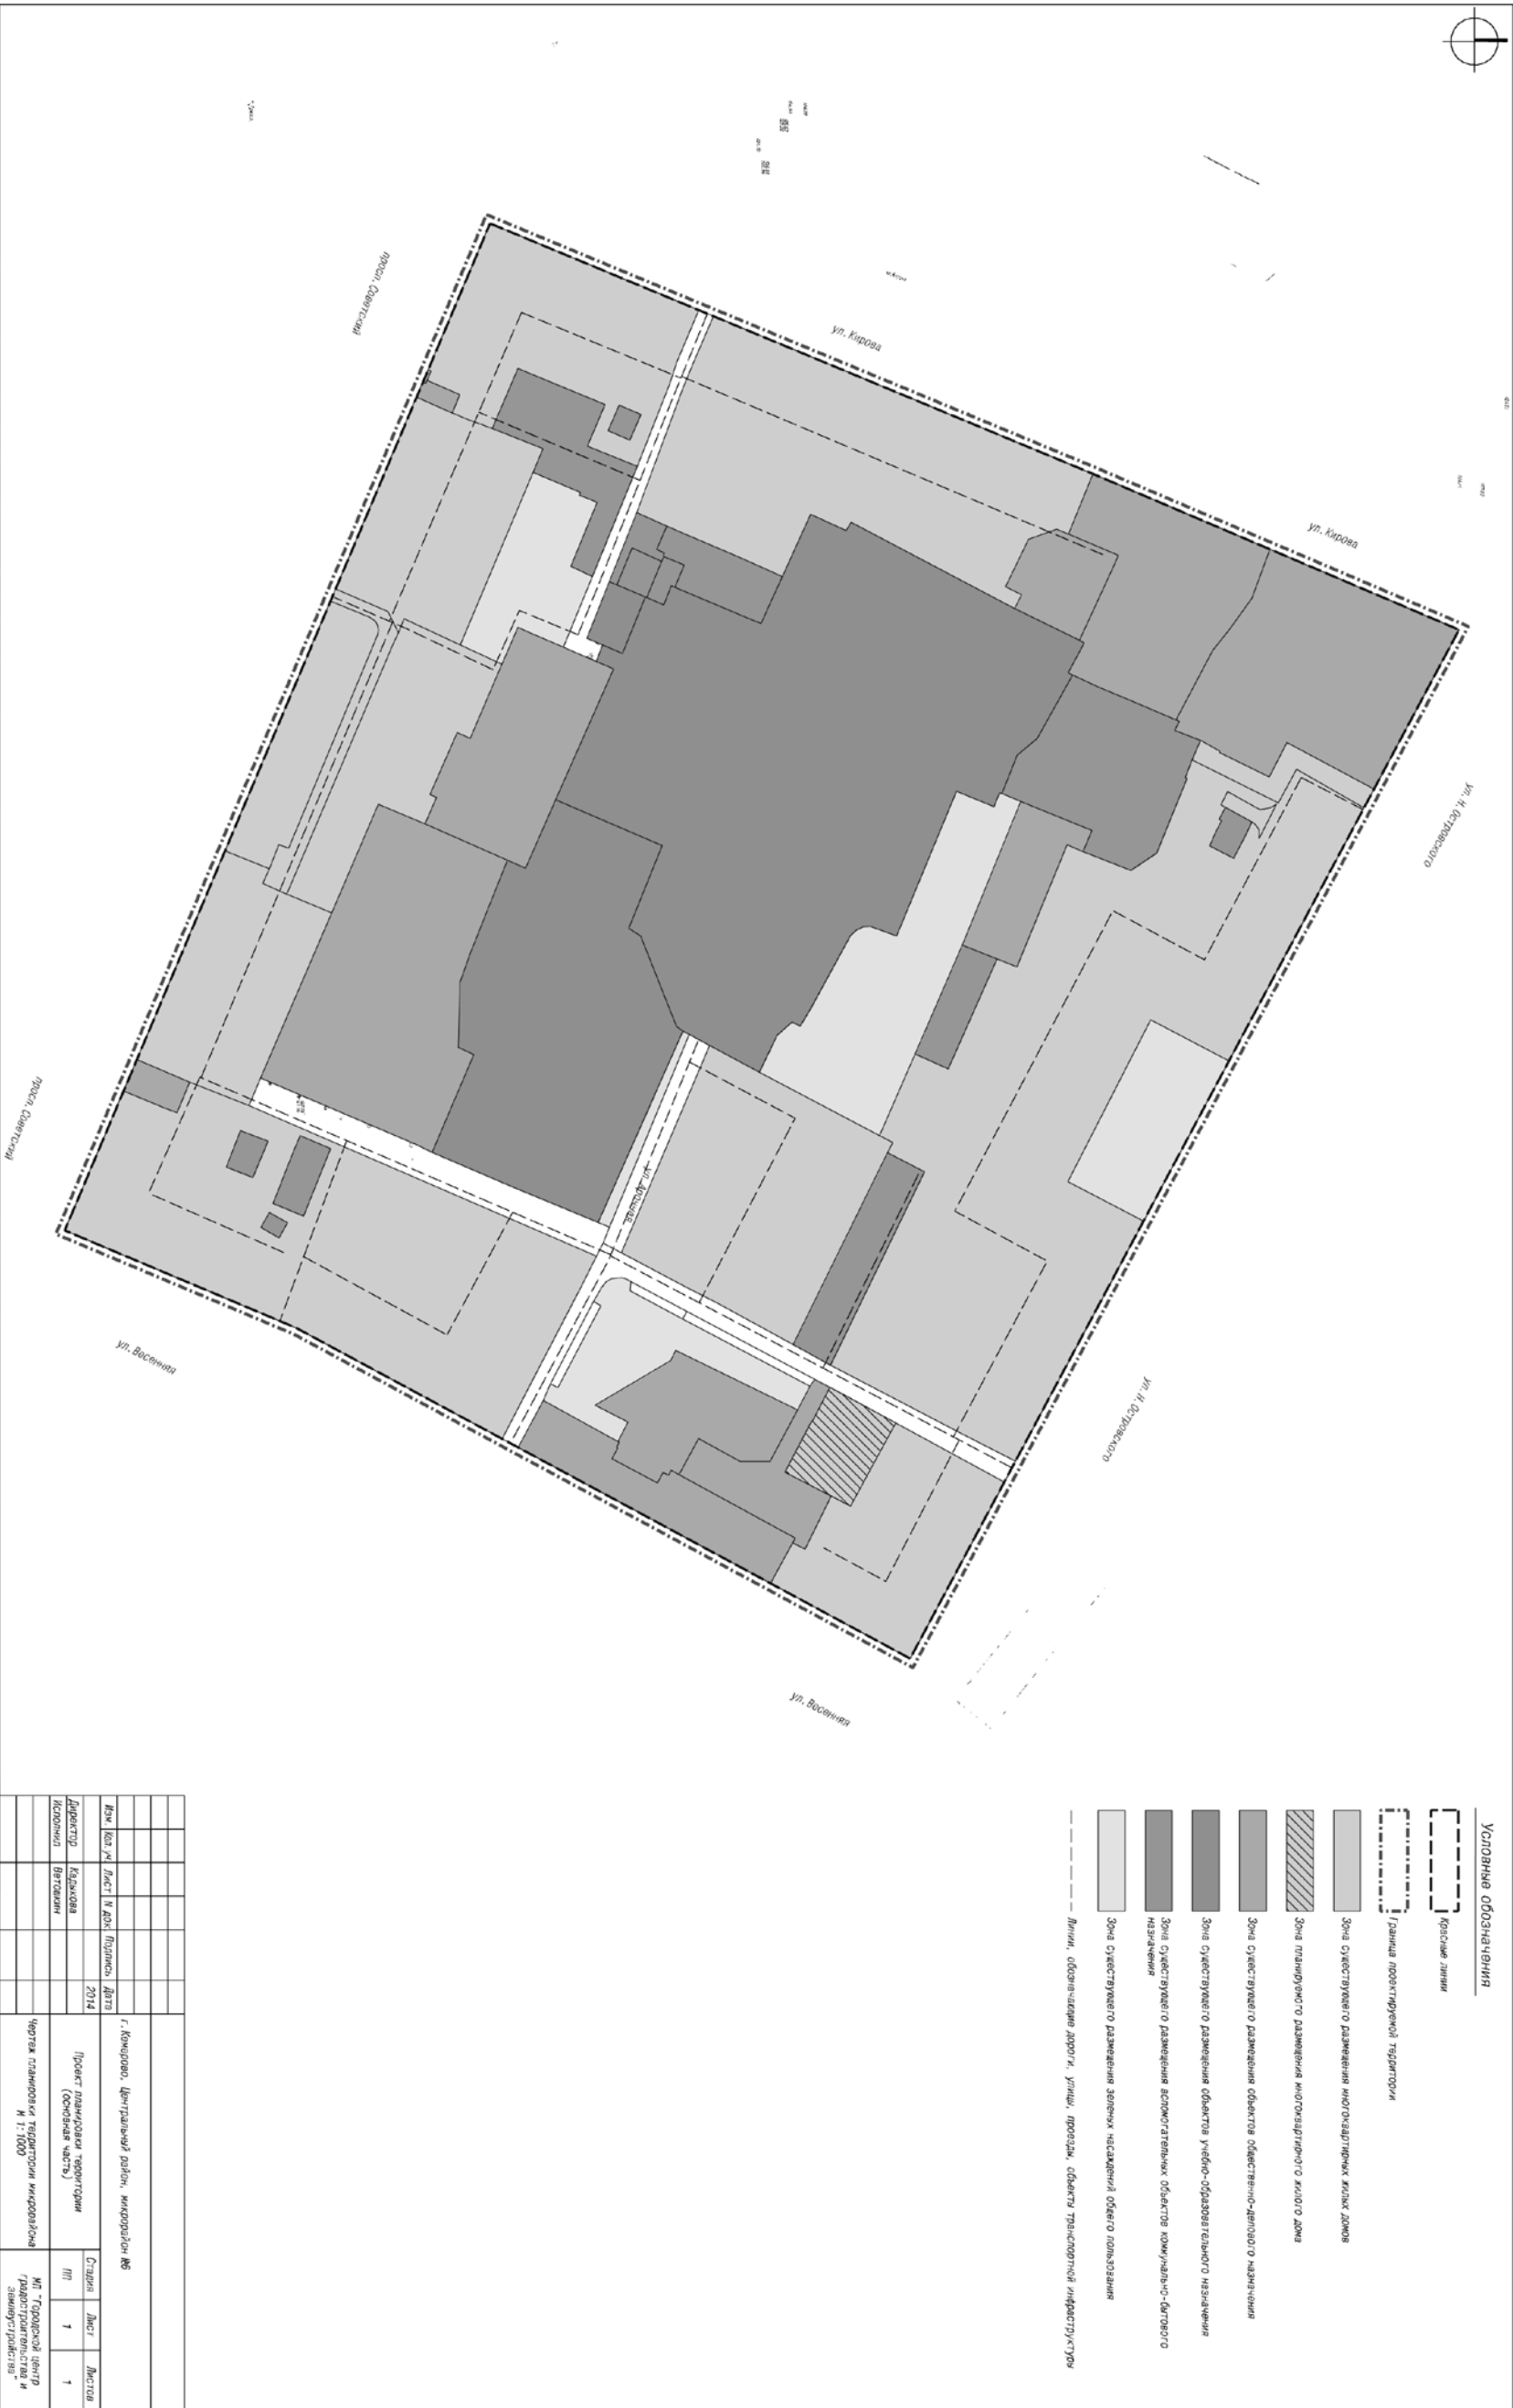 просп. Советский
ул. Кирова
ул. Кирова
ул. Н. Островского
просп. Советский
ул. Арочная
ул. Весенняя
ул. Н. Островского
ул. Весенняя
Условные обозначения
Красные линии
Граница проектируемой территории
Зона существующего размещения многоквартирных жилых домов
Зона планируемого размещения многоквартирного жилого дома
Зона существующего размещения объектов общественно-делового назначения
Зона существующего размещения объектов учебно-образовательного назначения
Зона существующего размещения вспомогательных объектов коммунально-бытового
назначения
Зона существующего размещения зеленых насаждений общего пользования
Линии, обозначающие дороги, улицы, проезды, объекты транспортной инфраструктуры
г. Кемерово, Центральный район, микрорайон №6
Изм. Кол.уч. Лист N док. Подпись Дата
2014
Директор Кадыкова
Исполнил Ветошкин
Проект планировки территории
(основная часть)
Стадия Лист Листов
ПП 1 1
Чертеж планировки территории микрорайона
М 1:1000
МП "Городской центр
градостроительства и
землеустройства"